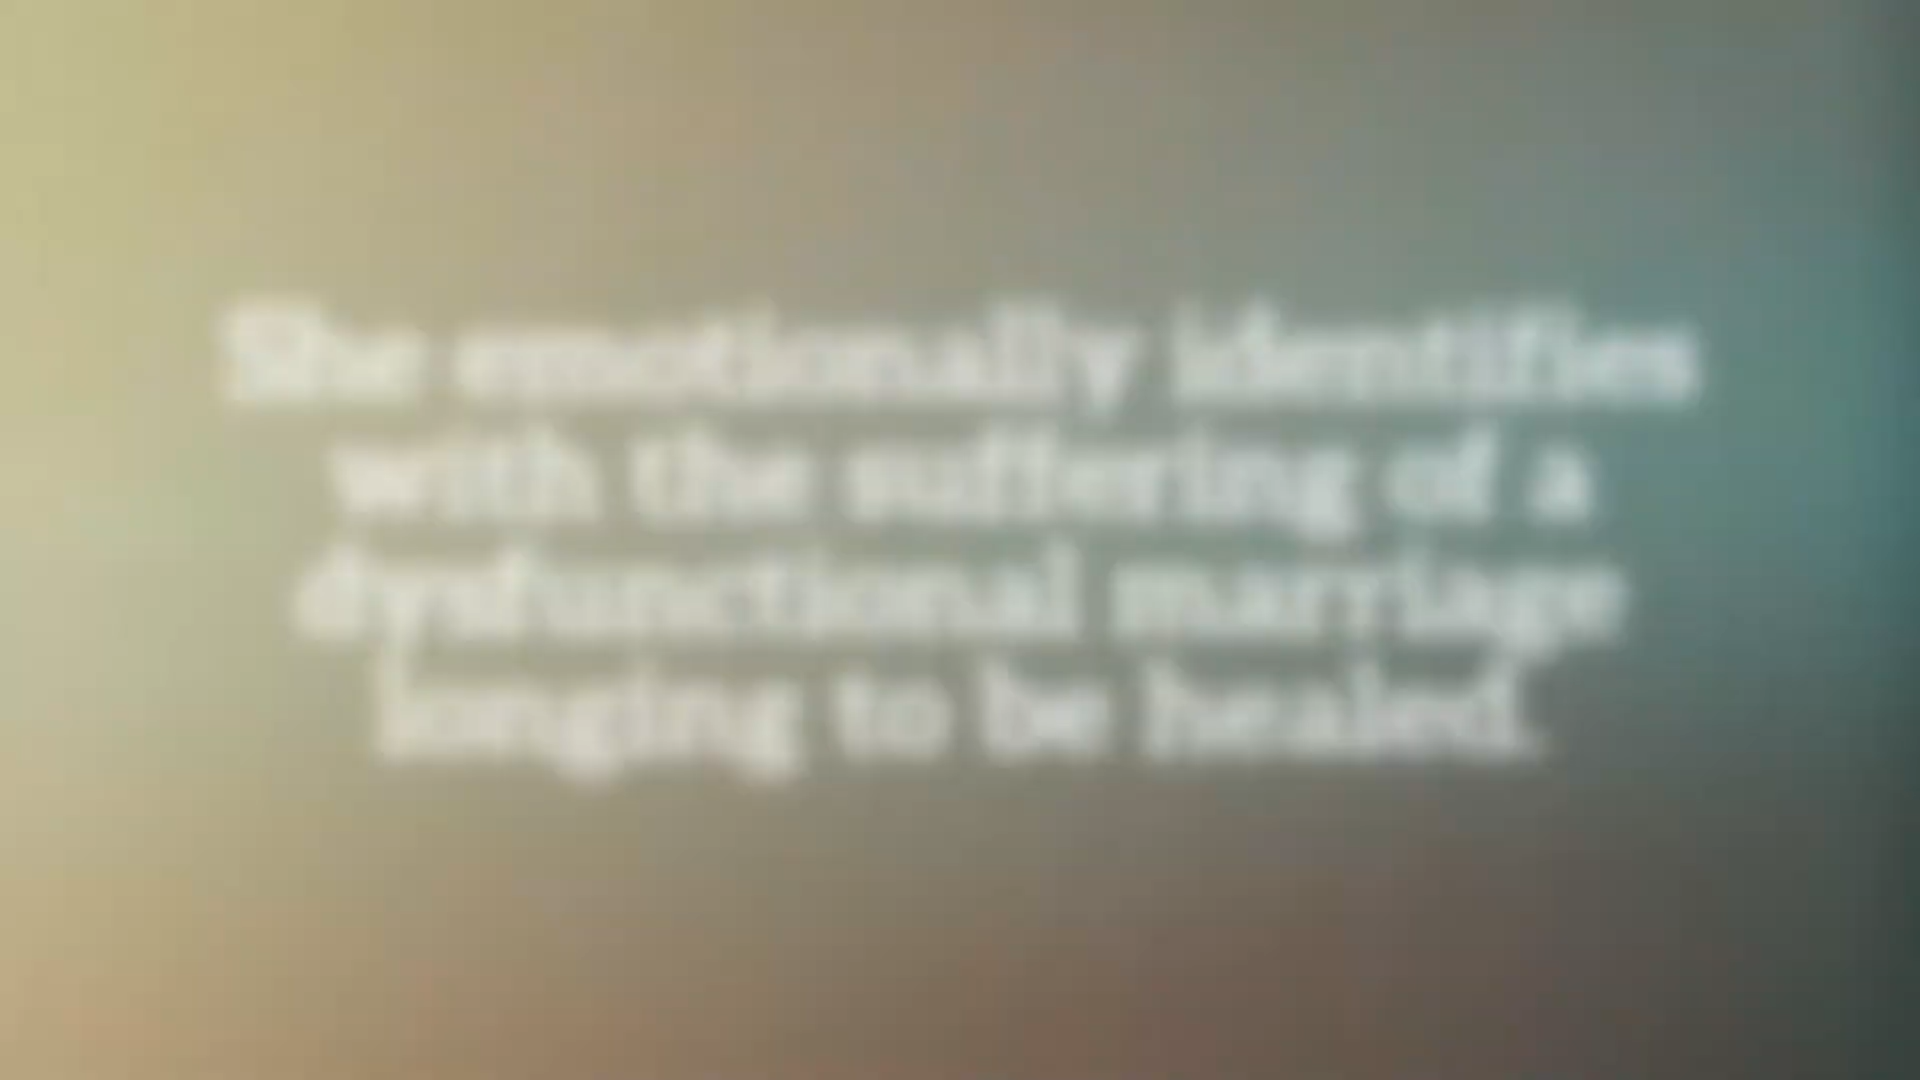 She emotionally identifies
with the suffering of a
dysfunctional marriage
longing to be healed.